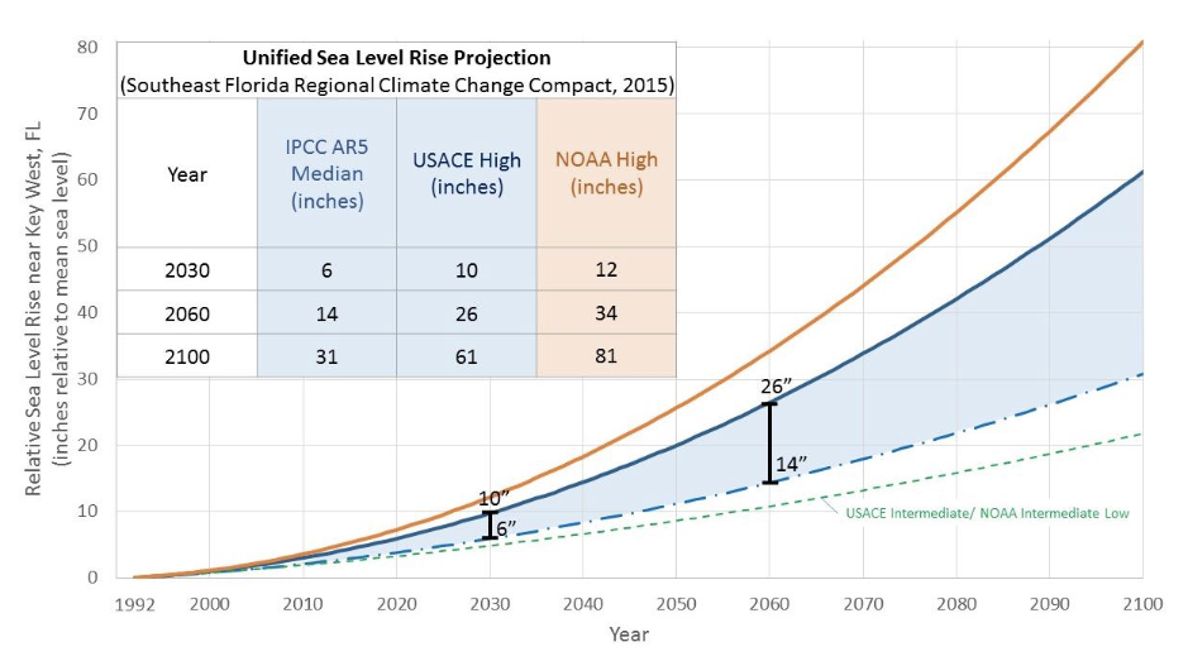 Unified Sea Level Rise Projection
(Southeast Florida Regional Climate Change Compact, 2015)
Year
IPCC AR5
Median
(inches)
USACE High
(inches)
NOAA High
(inches)
2030 6 10 12
2060 14 26 34
2100 31 61 81
Relative Sea Level Rise near Key West, FL
(inches relative to mean sea level)
80
70
60
50
40
30
20
10
0
10”
6”
26”
14”
USACE Intermediate/ NOAA Intermediate Low
1992 2000 2010 2020 2030 2040 2050 2060 2070 2080 2090 2100
Year